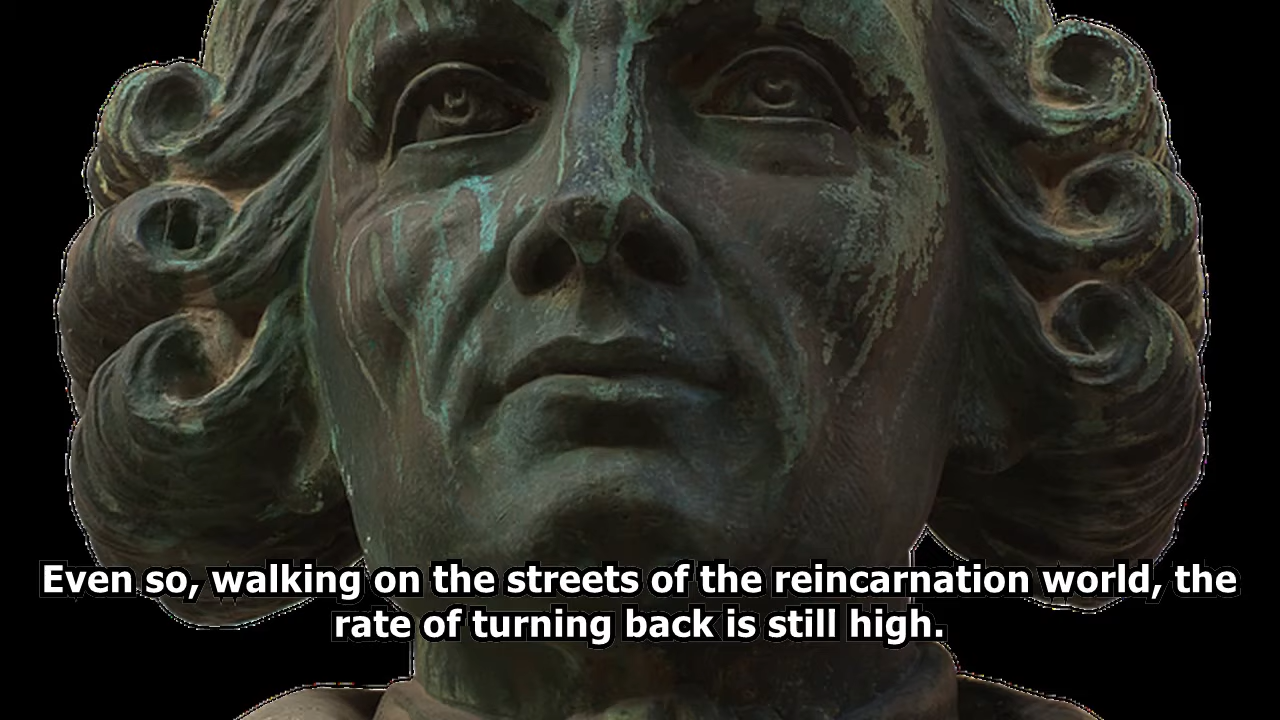 Even so, walking on the streets of the reincarnation world, the
rate of turning back is still high.